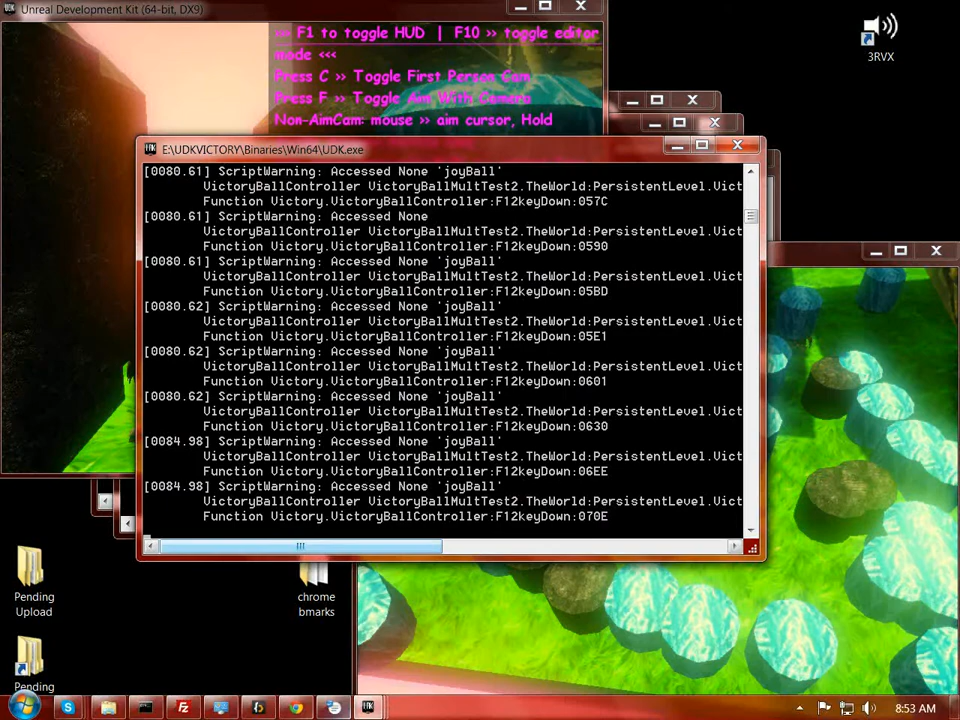 Unreal Development Kit (64-bit, DX9)
>>> F1 to toggle HUD | F10 >> toggle editor
mode <<<
Press C >> Toggle First Person Cam
Press F >> Toggle Aim With Camera
Non-AimCam: mouse >> aim cursor, Hold
3RVX
E:\UDKVICTORY\Binaries\Win64\UDK.exe
[0080.61] ScriptWarning: Accessed None 'joyBall'
VictoryBallController VictoryBallMultTest2.TheWorld:PersistentLevel.Vict
Function Victory.VictoryBallController:F12keyDown:057C
[0080.61] ScriptWarning: Accessed None
VictoryBallController VictoryBallMultTest2.TheWorld:PersistentLevel.Vict
Function Victory.VictoryBallController:F12keyDown:0590
[0080.61] ScriptWarning: Accessed None 'joyBall'
VictoryBallController VictoryBallMultTest2.TheWorld:PersistentLevel.Vict
Function Victory.VictoryBallController:F12keyDown:05BD
[0080.62] ScriptWarning: Accessed None 'joyBall'
VictoryBallController VictoryBallMultTest2.TheWorld:PersistentLevel.Vict
Function Victory.VictoryBallController:F12keyDown:05E1
[0080.62] ScriptWarning: Accessed None 'joyBall'
VictoryBallController VictoryBallMultTest2.TheWorld:PersistentLevel.Vict
Function Victory.VictoryBallController:F12keyDown:0601
[0080.62] ScriptWarning: Accessed None 'joyBall'
VictoryBallController VictoryBallMultTest2.TheWorld:PersistentLevel.Vict
Function Victory.VictoryBallController:F12keyDown:0630
[0084.98] ScriptWarning: Accessed None 'joyBall'
VictoryBallController VictoryBallMultTest2.TheWorld:PersistentLevel.Vict
Function Victory.VictoryBallController:F12keyDown:06EE
[0084.98] ScriptWarning: Accessed None 'joyBall'
VictoryBallController VictoryBallMultTest2.TheWorld:PersistentLevel.Vict
Function Victory.VictoryBallController:F12keyDown:070E
Pending
Upload
chrome
bmarks
Pending
8:53 AM